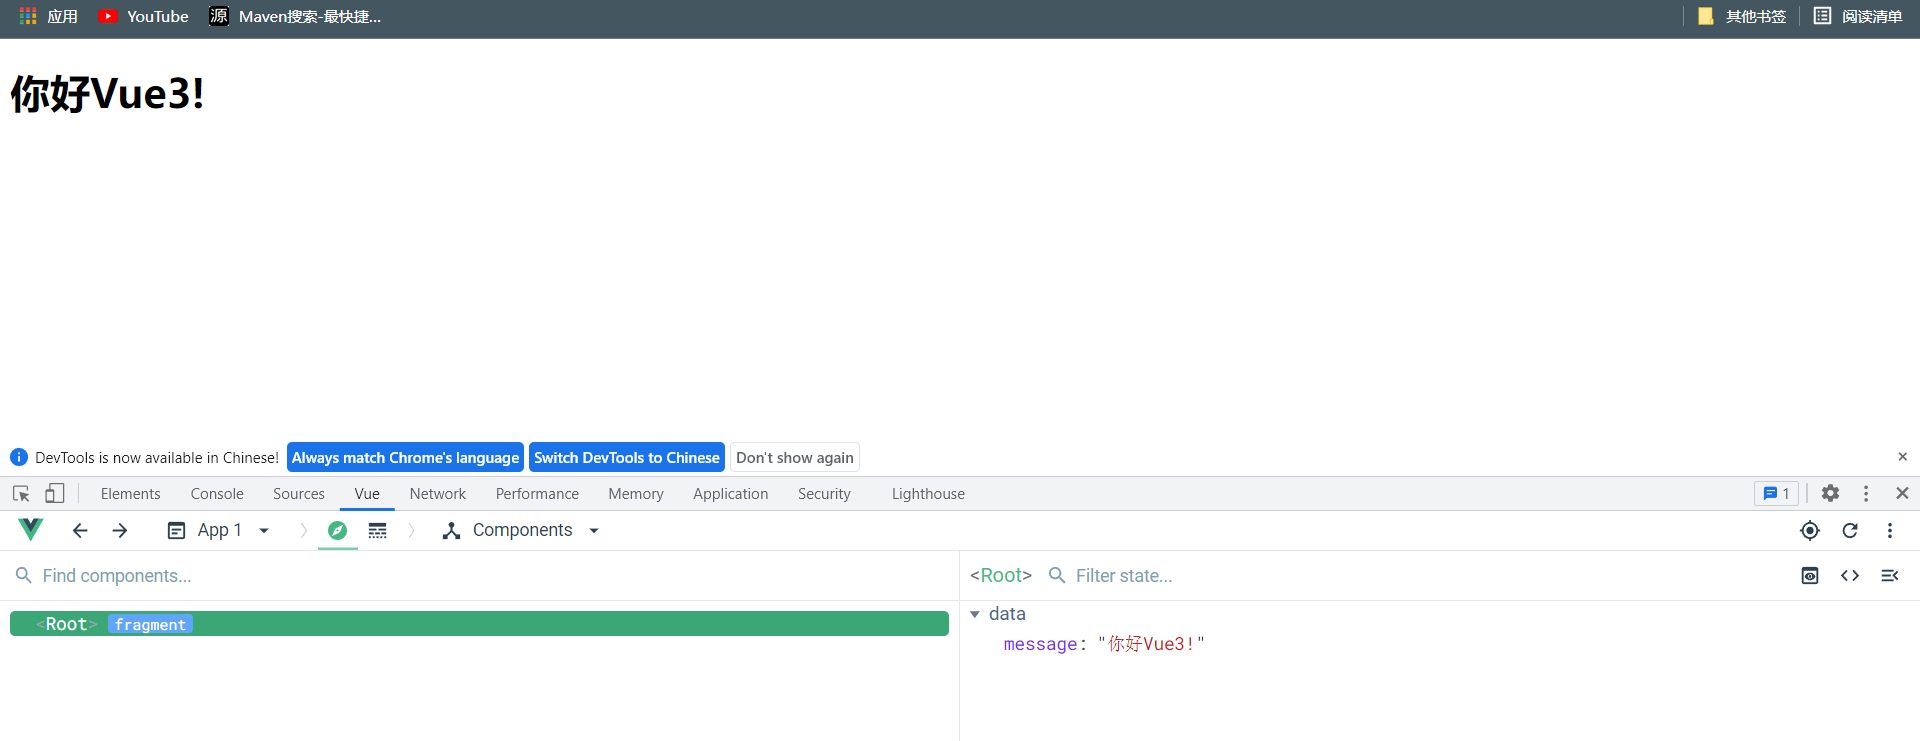 应用 YouTube 源 Maven搜索-最快捷... 其他书签 阅读清单
你好Vue3!
DevTools is now available in Chinese! Always match Chrome's language Switch DevTools to Chinese Don't show again
Elements Console Sources Vue Network Performance Memory Application Security Lighthouse 1
App 1 Components
Find components... <Root> Filter state...
<Root> fragment data
message: "你好Vue3!"